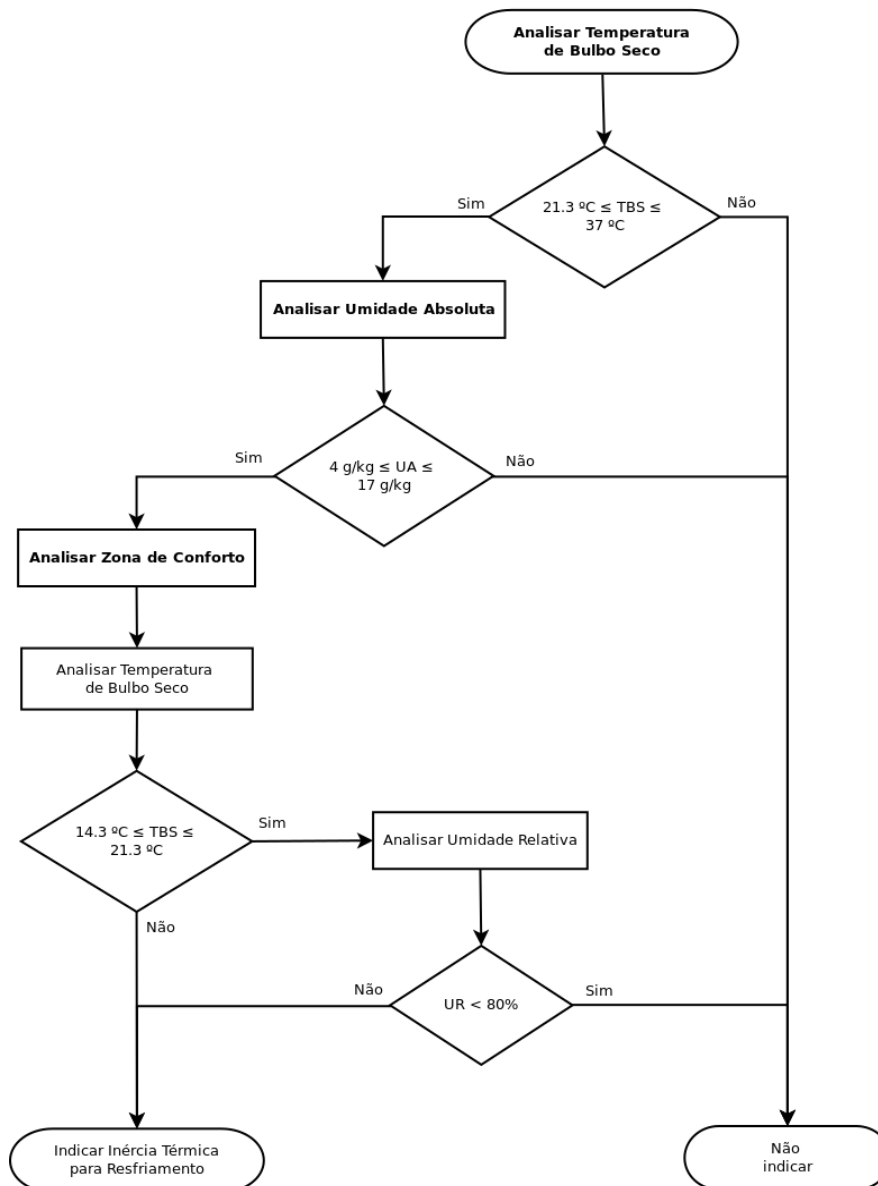 Analisar Temperatura
de Bulbo Seco
Sim
21.3 ºC ≤ TBS ≤
37 ºC
Não
Analisar Umidade Absoluta
Sim
4 g/kg ≤ UA ≤
17 g/kg
Não
Analisar Zona de Conforto
Analisar Temperatura
de Bulbo Seco
14.3 ºC ≤ TBS ≤
21.3 ºC
Sim
Analisar Umidade Relativa
Não
Não
UR < 80%
Sim
Indicar Inércia Térmica
para Resfriamento
Não
indicar